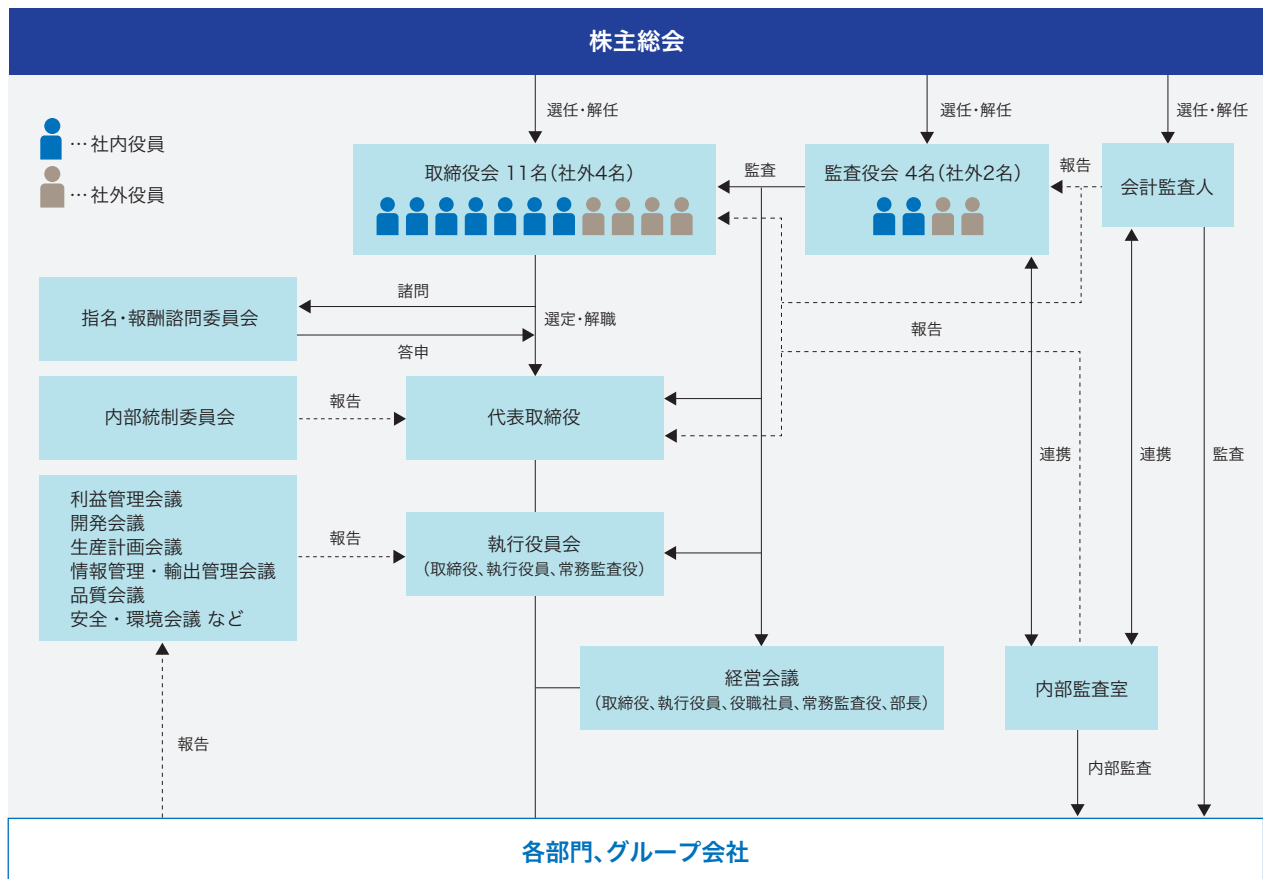 株主総会
選任・解任
選任・解任
選任・解任
…社内役員
…社外役員
取締役会 11名（社外4名）
監査
監査役会 4名（社外2名）
報告
会計監査人
指名・報酬諮問委員会
諮問
答申
選定・解職
報告
内部統制委員会
報告
代表取締役
連携
連携
監査
利益管理会議
開発会議
生産計画会議
情報管理・輸出管理会議
品質会議
安全・環境会議 など
報告
執行役員会
（取締役、執行役員、常務監査役）
経営会議
（取締役、執行役員、役職社員、常務監査役、部長）
内部監査室
報告
内部監査
各部門、グループ会社